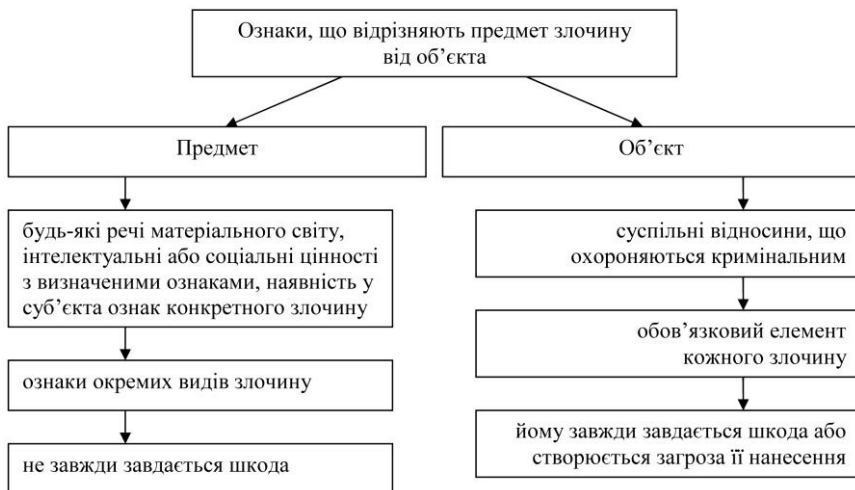 Ознаки, що відрізняють предмет злочину
від об’єкта
Предмет
будь-які речі матеріального світу,
інтелектуальні або соціальні цінності
з визначеними ознаками, наявність у
суб’єкта ознак конкретного злочину
ознаки окремих видів злочину
не завжди завдається шкода
Об’єкт
суспільні відносини, що
охороняються кримінальним
обов’язковий елемент
кожного злочину
йому завжди завдається шкода або
створюється загроза її нанесення